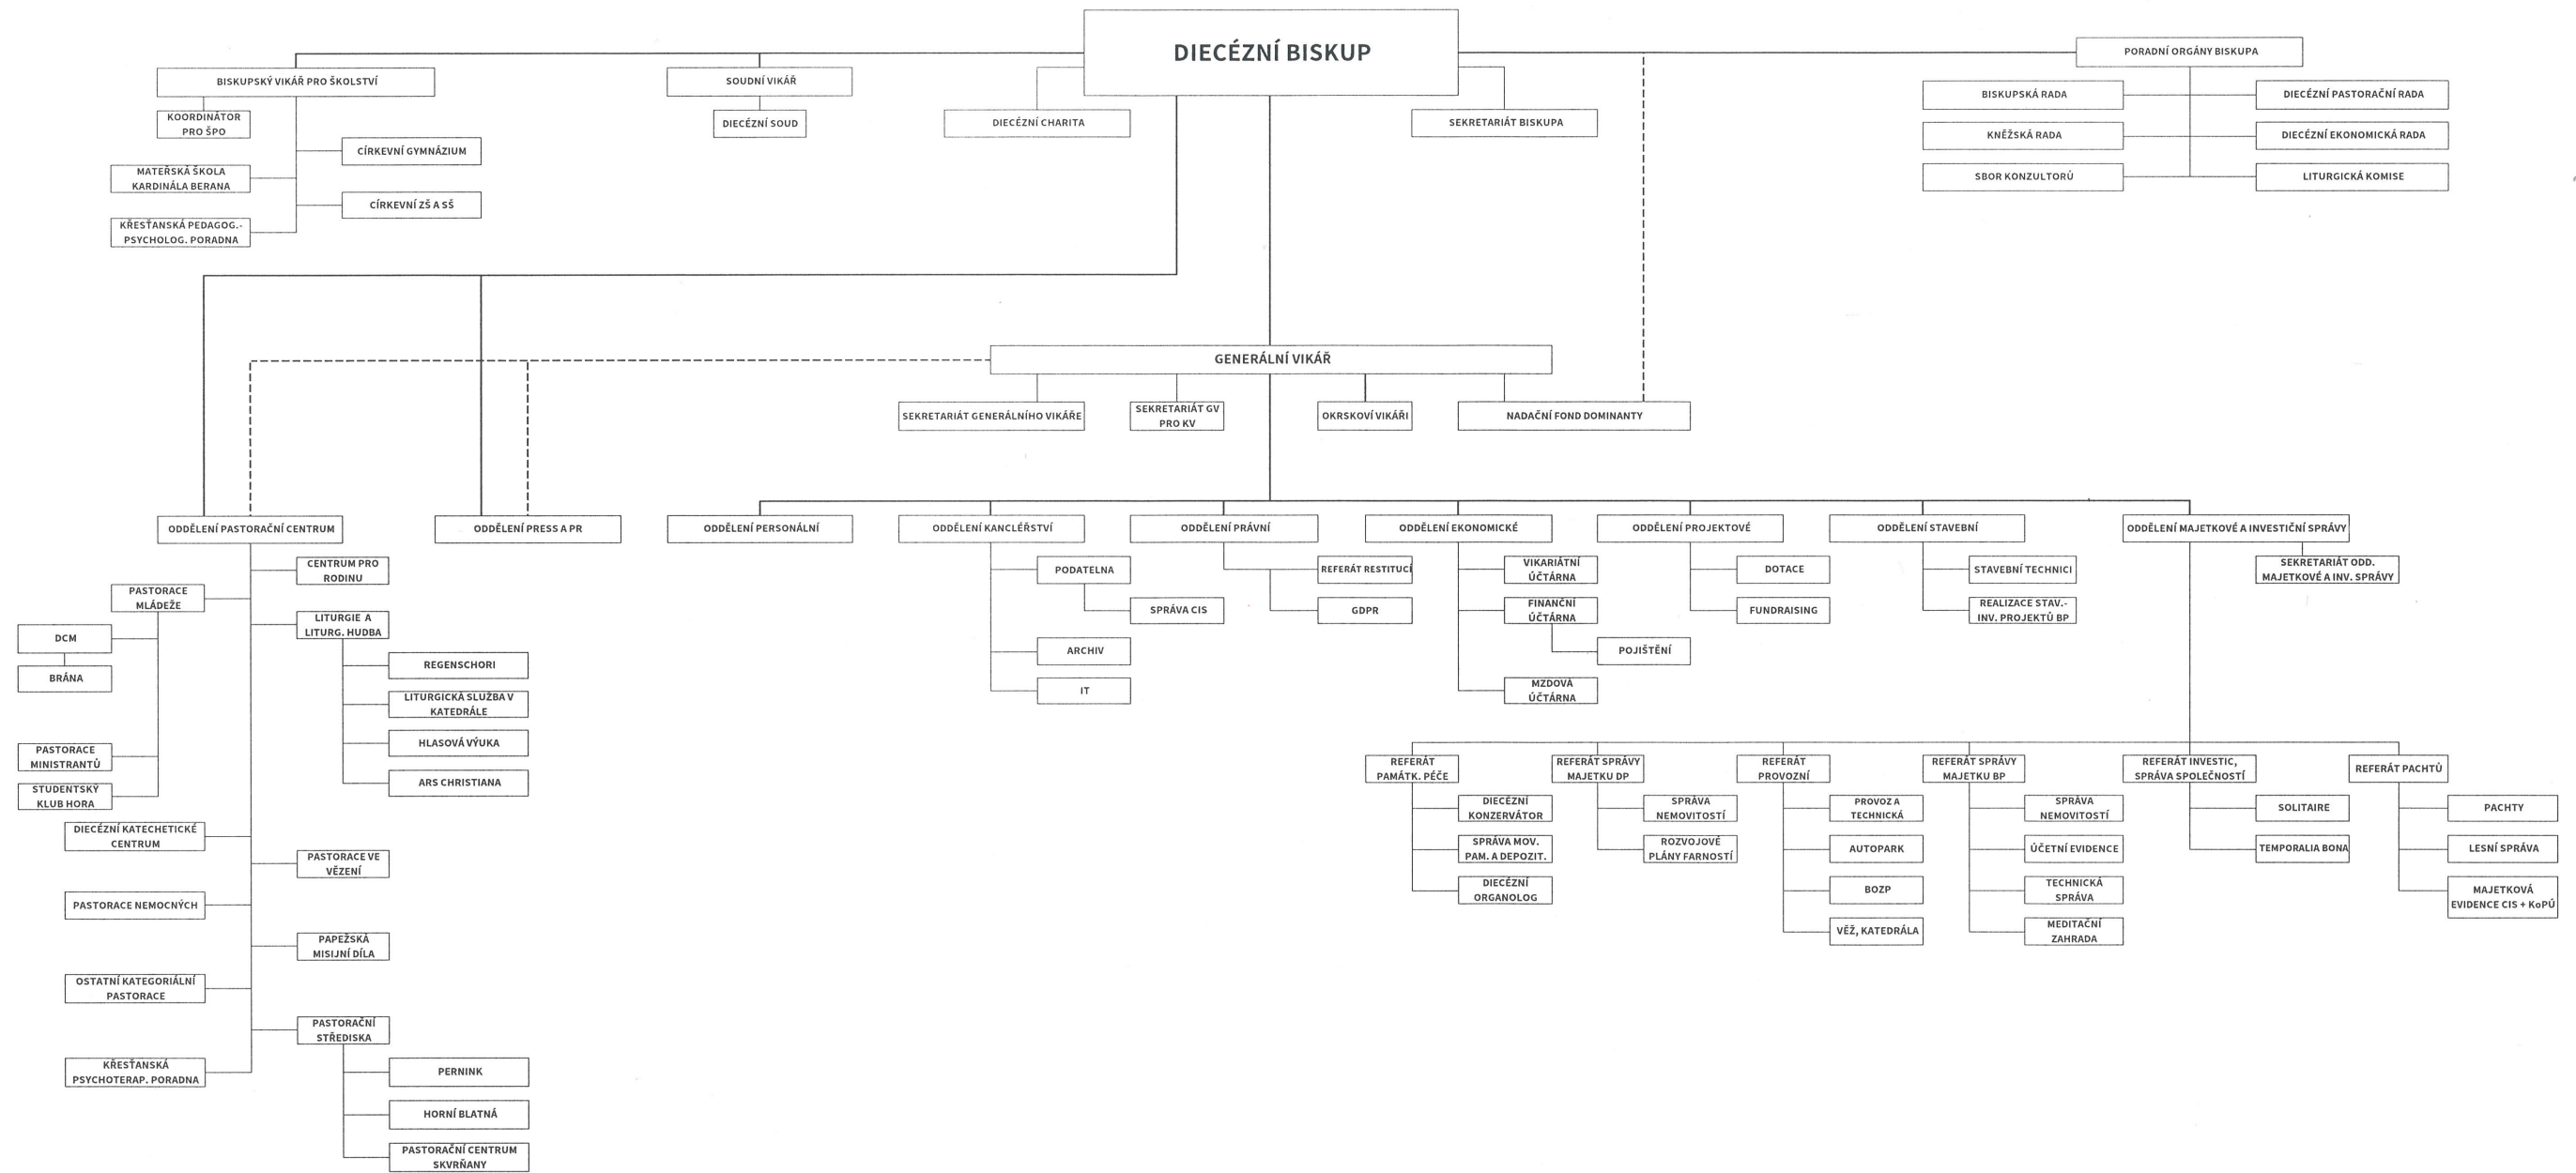 DIECÉZNÍ BISKUP
PORADNÍ ORGÁNY BISKUPA
BISKUPSKÝ VIKÁŘ PRO ŠKOLSTVÍ
SOUDNÍ VIKÁŘ
BISKUPSKÁ RADA
DIECÉZNÍ PASTORAČNÍ RADA
KOORDINÁTOR
PRO ŠPO
DIECÉZNÍ SOUD
DIECÉZNÍ CHARITA
SEKRETARIÁT BISKUPA
KNĚŽSKÁ RADA
DIECÉZNÍ EKONOMICKÁ RADA
CÍRKEVNÍ GYMNÁZIUM
MATEŘSKÁ ŠKOLA
KARDINÁLA BERANA
SBOR KONZULTORŮ
LITURGICKÁ KOMISE
CÍRKEVNÍ ZŠ A SŠ
KŘESŤANSKÁ PEDAGOG.-
PSYCHOLOG. PORADNA
GENERÁLNÍ VIKÁŘ
SEKRETARIÁT GENERÁLNÍHO VIKÁŘE
SEKRETARIÁT GV
PRO KV
OKRSKOVÍ VIKÁŘI
NADAČNÍ FOND DOMINANTY
ODDĚLENÍ PASTORAČNÍ CENTRUM
ODDĚLENÍ PRESS A PR
ODDĚLENÍ PERSONÁLNÍ
ODDĚLENÍ KANCLÉŘSTVÍ
ODDĚLENÍ PRÁVNÍ
ODDĚLENÍ EKONOMICKÉ
ODDĚLENÍ PROJEKTOVÉ
ODDĚLENÍ STAVEBNÍ
ODDĚLENÍ MAJETKOVÉ A INVESTIČNÍ SPRÁVY
CENTRUM PRO
RODINU
PASTORACE
MLÁDEŽE
LITURGIE A
LITURG. HUDBA
DCM
BRÁNA
REGENSCHORI
LITURGICKÁ SLUŽBA V
KATEDRÁLE
HLASOVÁ VÝUKA
ARS CHRISTIANA
PASTORACE
MINISTRANTŮ
STUDENTSKÝ
KLUB HORA
DIECÉZNÍ KATECHETICKÉ
CENTRUM
PASTORACE VE
VĚZENÍ
PASTORACE NEMOCNÝCH
PAPEŽSKÁ
MISIJNÍ DÍLA
OSTATNÍ KATEGORIÁLNÍ
PASTORACE
PASTORAČNÍ
STŘEDISKA
KŘESŤANSKÁ
PSYCHOTERAP. PORADNA
PERNINK
HORNÍ BLATNÁ
PASTORAČNÍ CENTRUM
SKVRŇANY
PODATELNA
SPRÁVA CIS
ARCHIV
IT
REFERÁT RESTITUCÍ
GDPR
VIKARIÁTNÍ
ÚČTÁRNA
FINANČNÍ
ÚČTÁRNA
POJIŠTĚNÍ
MZDOVÁ
ÚČTÁRNA
DOTACE
FUNDRAISING
STAVEBNÍ TECHNICI
REALIZACE STAV.-
INV. PROJEKTŮ BP
SEKRETARIÁT ODD.
MAJETKOVÉ A INV. SPRÁVY
REFERÁT
PAMÁTK. PÉČE
REFERÁT SPRÁVY
MAJETKU DP
REFERÁT
PROVOZNÍ
REFERÁT SPRÁVY
MAJETKU BP
REFERÁT INVESTIC,
SPRÁVA SPOLEČNOSTÍ
REFERÁT PACHTŮ
DIECÉZNÍ
KONZERVÁTOR
SPRÁVA MOV.
PAM. A DEPOZIT.
DIECÉZNÍ
ORGANOLOG
SPRÁVA
NEMOVITOSTÍ
ROZVOJOVÉ
PLÁNY FARNOSTÍ
PROVOZ A
TECHNICKÁ
AUTOPARK
BOZP
VĚŽ, KATEDRÁLA
SPRÁVA
NEMOVITOSTÍ
ÚČETNÍ EVIDENCE
TECHNICKÁ
SPRÁVA
MEDITAČNÍ
ZAHRADA
SOLITAIRE
TEMPORALIA BONA
PACHTY
LESNÍ SPRÁVA
MAJETKOVÁ
EVIDENCE CIS + KoPÚ